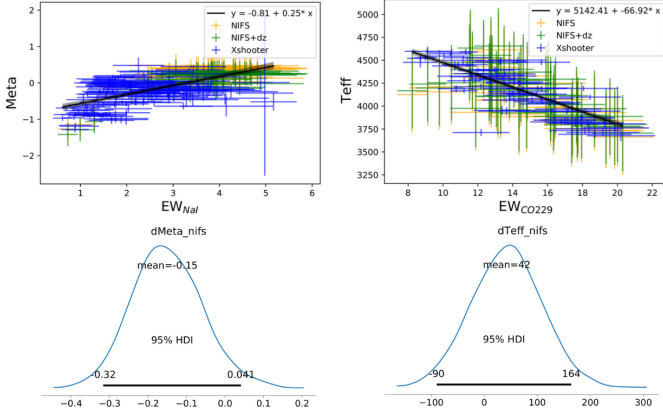 y = -0.81 + 0.25* x
NIFS
NIFS+dz
Xshooter
2
1
0
−1
−2
Meta
1 2 3 4 5 6
EW_NaI
y = 5142.41 + -66.92* x
NIFS
NIFS+dz
Xshooter
5000
4750
4500
4250
4000
3750
3500
3250
Teff
8 10 12 14 16 18 20 22
EW_CO229
dMeta_nifs
mean=-0.15
95% HDI
-0.32 0.041
−0.4 −0.3 −0.2 −0.1 0.0 0.1 0.2
dTeff_nifs
mean=42
95% HDI
-90 164
−100 0 100 200 300